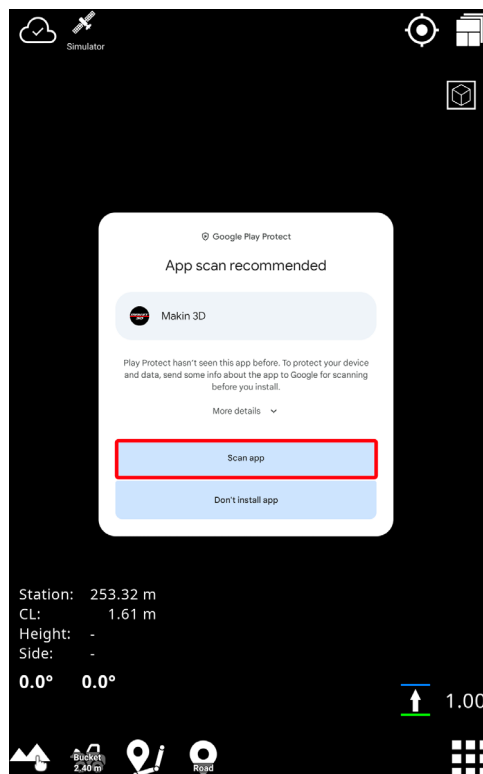 Simulator
Google Play Protect
App scan recommended
Makin 3D
Play Protect hasn't seen this app before. To protect your device
and data, send some info about the app to Google for scanning
before you install.
More details
Scan app
Don't install app
Station: 253.32 m
CL: 1.61 m
Height: -
Side: -
0.0° 0.0°
1.00
Bucket
2.40 m
Road